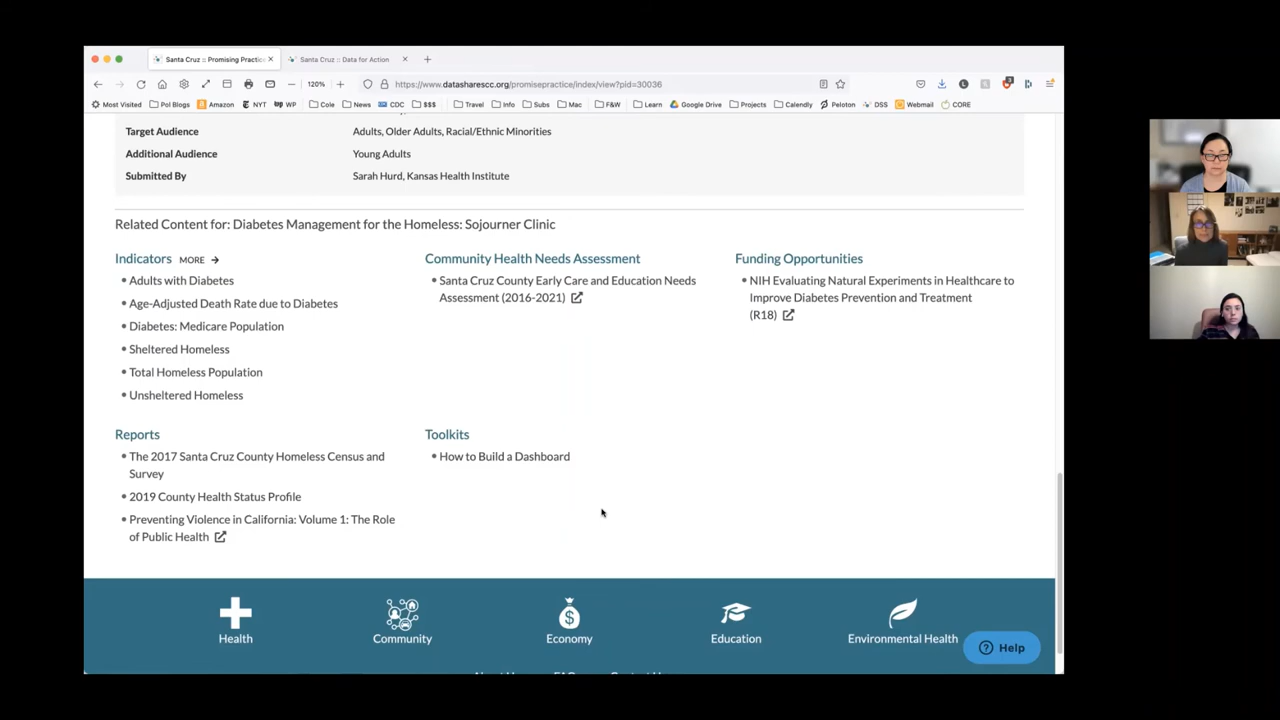 Santa Cruz :: Promising Practic
Santa Cruz :: Data for Action
120%
https://www.datasharescc.org/promisepractice/index/view?pid=30036
3
Most Visited Pol Blogs Amazon NYT WP Cole News CDC $$$ Travel Info Subs Mac F&W Learn Google Drive Projects Calendly Peloton DSS Webmail CORE
Target Audience Adults, Older Adults, Racial/Ethnic Minorities
Additional Audience Young Adults
Submitted By Sarah Hurd, Kansas Health Institute
Related Content for: Diabetes Management for the Homeless: Sojourner Clinic
Indicators MORE →
• Adults with Diabetes
• Age-Adjusted Death Rate due to Diabetes
• Diabetes: Medicare Population
• Sheltered Homeless
• Total Homeless Population
• Unsheltered Homeless
Community Health Needs Assessment
• Santa Cruz County Early Care and Education Needs
Assessment (2016-2021)
Funding Opportunities
• NIH Evaluating Natural Experiments in Healthcare to
Improve Diabetes Prevention and Treatment
(R18)
Reports
• The 2017 Santa Cruz County Homeless Census and
Survey
• 2019 County Health Status Profile
• Preventing Violence in California: Volume 1: The Role
of Public Health
Toolkits
• How to Build a Dashboard
Health
Community
Economy
Education
Environmental Health
Help